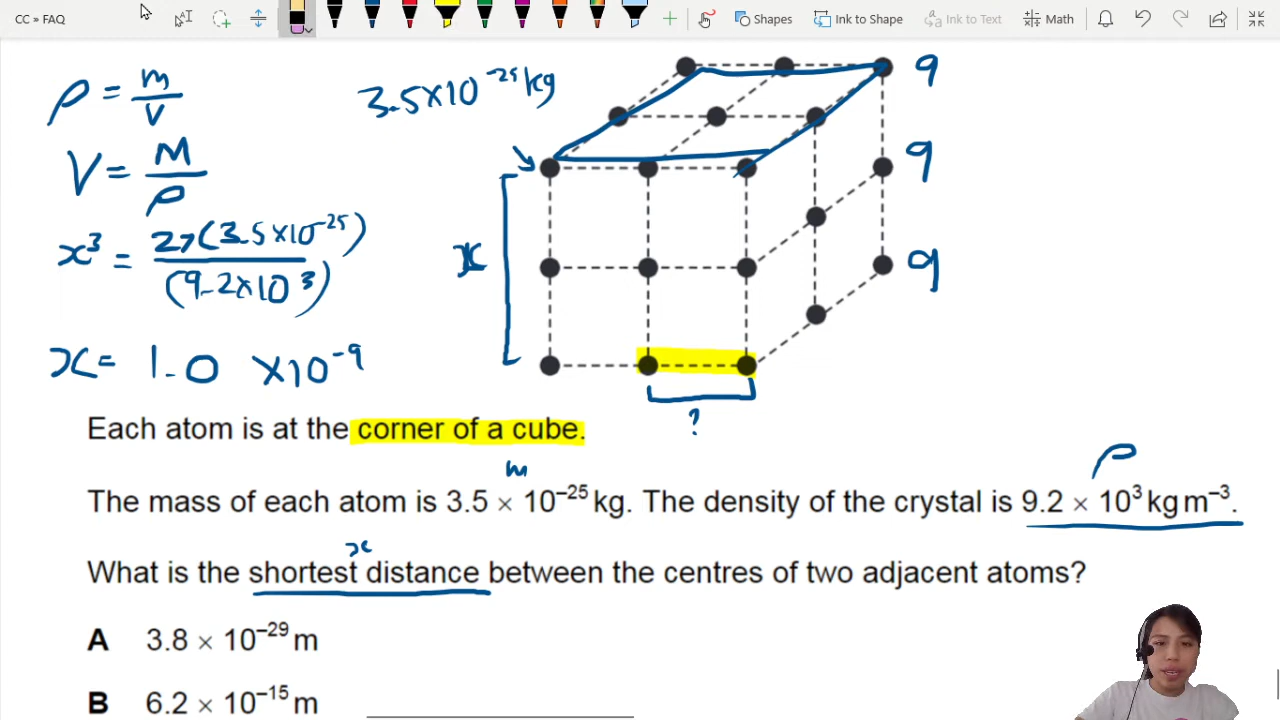 CC » FAQ
Shapes
Ink to Shape
Ink to Text
Math
ρ = m/V
3.5×10⁻²⁵ kg
9
V = M/ρ
9
x³ = 27(3.5×10⁻²⁵)/(9.2×10³)
x
9
x = 1.0 ×10⁻⁹
?
Each atom is at the corner of a cube.
m
ρ
The mass of each atom is 3.5 × 10⁻²⁵ kg. The density of the crystal is 9.2 × 10³ kg m⁻³.
x
What is the shortest distance between the centres of two adjacent atoms?
A 3.8 × 10⁻²⁹ m
B 6.2 × 10⁻¹⁵ m